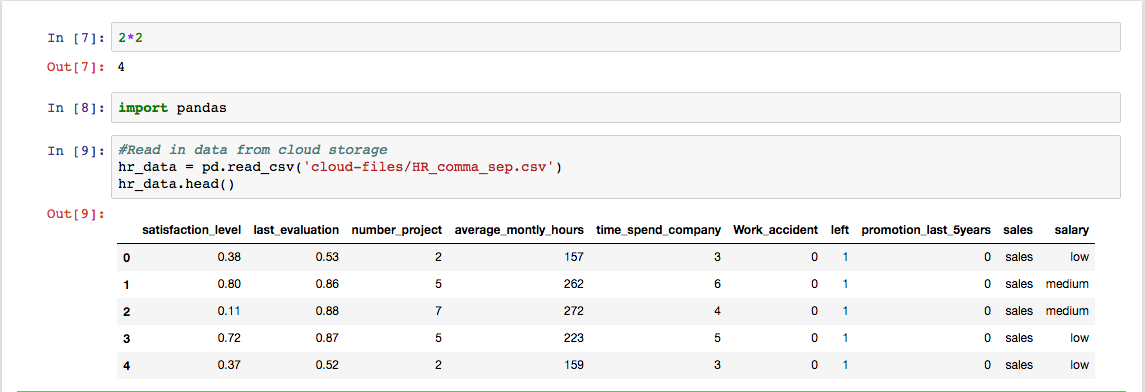 In [7]: 2*2
Out[7]: 4
In [8]: import pandas
In [9]: #Read in data from cloud storage
hr_data = pd.read_csv('cloud-files/HR_comma_sep.csv')
hr_data.head()
Out[9]:
satisfaction_level last_evaluation number_project average_montly_hours time_spend_company Work_accident left promotion_last_5years sales salary
0 0.38 0.53 2 157 3 0 1 0 sales low
1 0.80 0.86 5 262 6 0 1 0 sales medium
2 0.11 0.88 7 272 4 0 1 0 sales medium
3 0.72 0.87 5 223 5 0 1 0 sales low
4 0.37 0.52 2 159 3 0 1 0 sales low